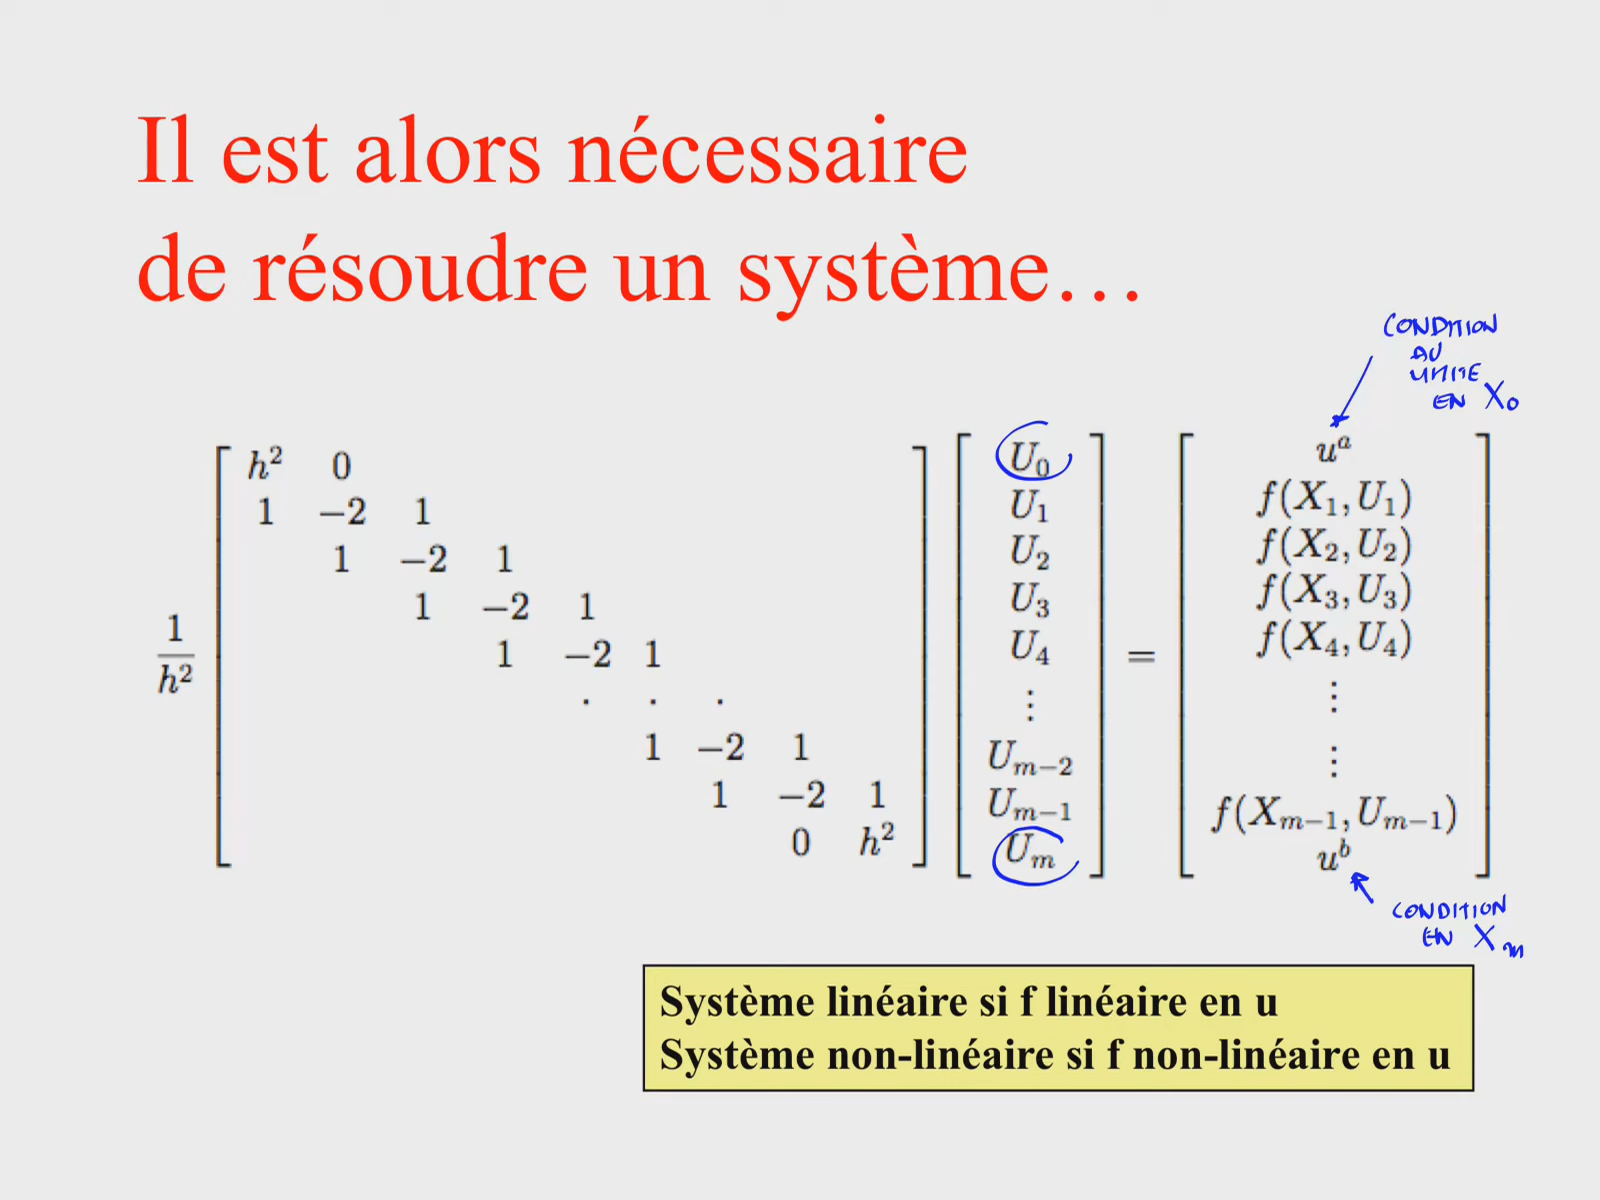 Il est alors nécessaire
de résoudre un système…
CONDITION
AU
LIMITE
EN X₀
1/h² [ h² 0 ] [ U₀ ] = [ uᵃ ]
1 −2 1 U₁ f(X₁, U₁)
1 −2 1 U₂ f(X₂, U₂)
1 −2 1 U₃ f(X₃, U₃)
1 −2 1 U₄ f(X₄, U₄)
. . . ⋮ ⋮
1 −2 1 Uₘ₋₂ ⋮
1 −2 1 Uₘ₋₁ f(Xₘ₋₁, Uₘ₋₁)
0 h² Uₘ uᵇ
CONDITION
EN Xₘ
Système linéaire si f linéaire en u
Système non-linéaire si f non-linéaire en u